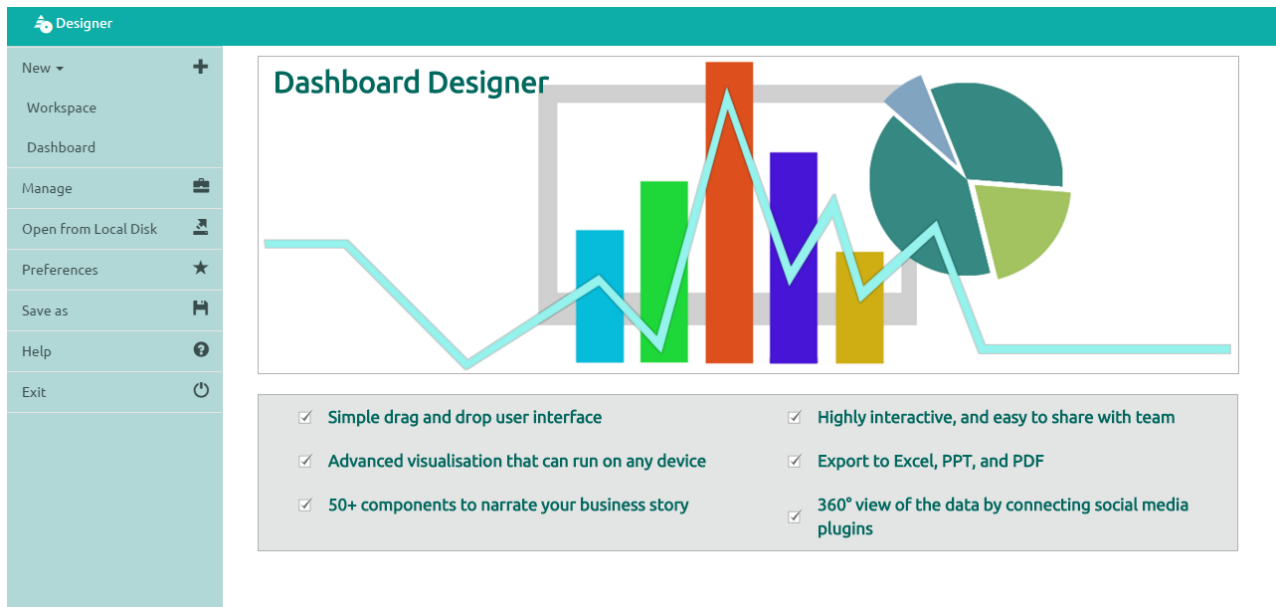 Designer
New
Workspace
Dashboard
Manage
Open from Local Disk
Preferences
Save as
Help
Exit
Dashboard Designer
Simple drag and drop user interface
Advanced visualisation that can run on any device
50+ components to narrate your business story
Highly interactive, and easy to share with team
Export to Excel, PPT, and PDF
360° view of the data by connecting social media
plugins